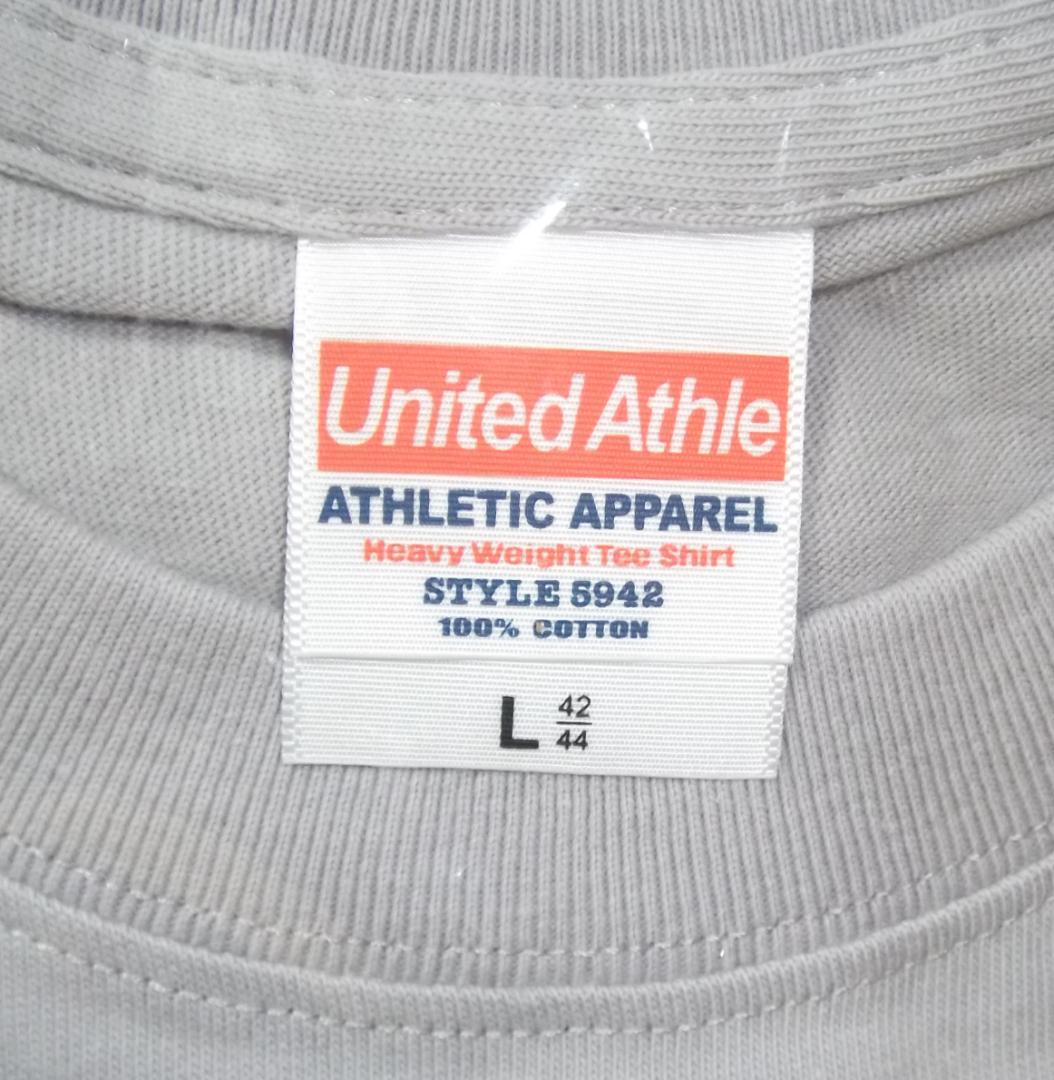 United Athle
ATHLETIC APPAREL
Heavy Weight Tee Shirt
STYLE 5942
100% COTTON
L 42
44